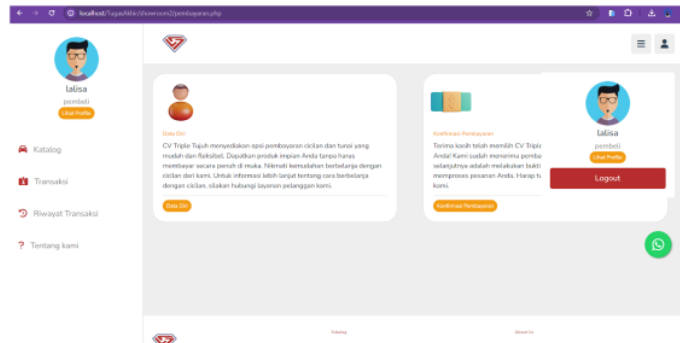 localhost/TugasAkhir/showroom2/pembayaran.php
lalisa
pembeli
Lihat Profile
Katalog
Transaksi
Riwayat Transaksi
Tentang kami
Data Diri
CV Triple Tujuh menyediakan opsi pembayaran cicilan dan tunai yang
mudah dan fleksibel. Dapatkan produk impian Anda tanpa harus
membayar secara penuh di muka. Nikmati kemudahan berbelanja dengan
cicilan dari kami. Untuk informasi lebih lanjut tentang cara berbelanja
dengan cicilan, silakan hubungi layanan pelanggan kami.
Data Diri
Konfirmasi Pembayaran
Terima kasih telah memilih CV Triple
Anda! Kami sudah menerima pemba
selanjutnya adalah melakukan bukti
memproses pesanan Anda. Harap tu
kami.
Konfirmasi Pembayaran
lalisa
pembeli
Lihat Profile
Logout
Katalog
About Us